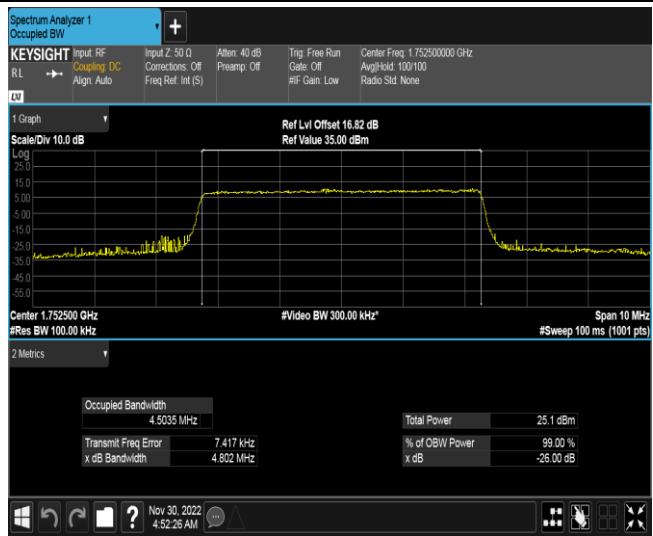 Spectrum Analyzer 1
Occupied BW
+
KEYSIGHT
RL
Input: RF
Coupling: DC
Align: Auto
Input Z: 50 Ω
Corrections: Off
Freq Ref: Int (S)
Atten: 40 dB
Preamp: Off
Trig: Free Run
Gate: Off
#IF Gain: Low
Center Freq: 1.752500000 GHz
Avg|Hold: 100/100
Radio Std: None
1 Graph
Scale/Div 10.0 dB
Ref Lvl Offset 16.82 dB
Ref Value 35.00 dBm
Log
25.0
15.0
5.00
-5.00
-15.0
-25.0
-35.0
-45.0
-55.0
Center 1.752500 GHz
#Res BW 100.00 kHz
#Video BW 300.00 kHz*
Span 10 MHz
#Sweep 100 ms (1001 pts)
2 Metrics
Occupied Bandwidth
4.5035 MHz
Transmit Freq Error 7.417 kHz
x dB Bandwidth 4.802 MHz
Total Power 25.1 dBm
% of OBW Power 99.00 %
x dB -26.00 dB
?
Nov 30, 2022
4:52:26 AM